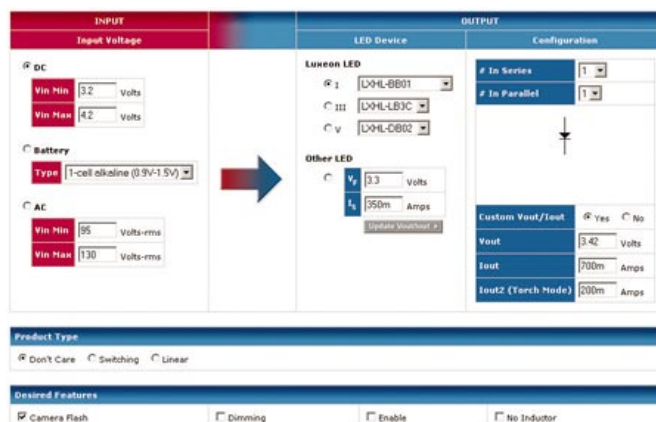 INPUT
OUTPUT
Input Voltage
LED Device
Configuration
DC
Vin Min 3.2 Volts
Vin Max 4.2 Volts
Battery
Type 1-cell alkaline (0.9V-1.5V)
AC
Vin Min 95 Volts-rms
Vin Max 130 Volts-rms
Luxeon LED
I LXHL-BB01
III LXHL-LB3C
V LXHL-DB02
Other LED
VF 3.3 Volts
IS 350m Amps
Update Vout/Iout >
# In Series 1
# In Parallel 1
Custom Vout/Iout Yes No
Vout 3.42 Volts
Iout 700m Amps
Iout2 (Torch Mode) 200m Amps
Product Type
Don't Care Switching Linear
Desired Features
Camera Flash Dimming Enable No Inductor